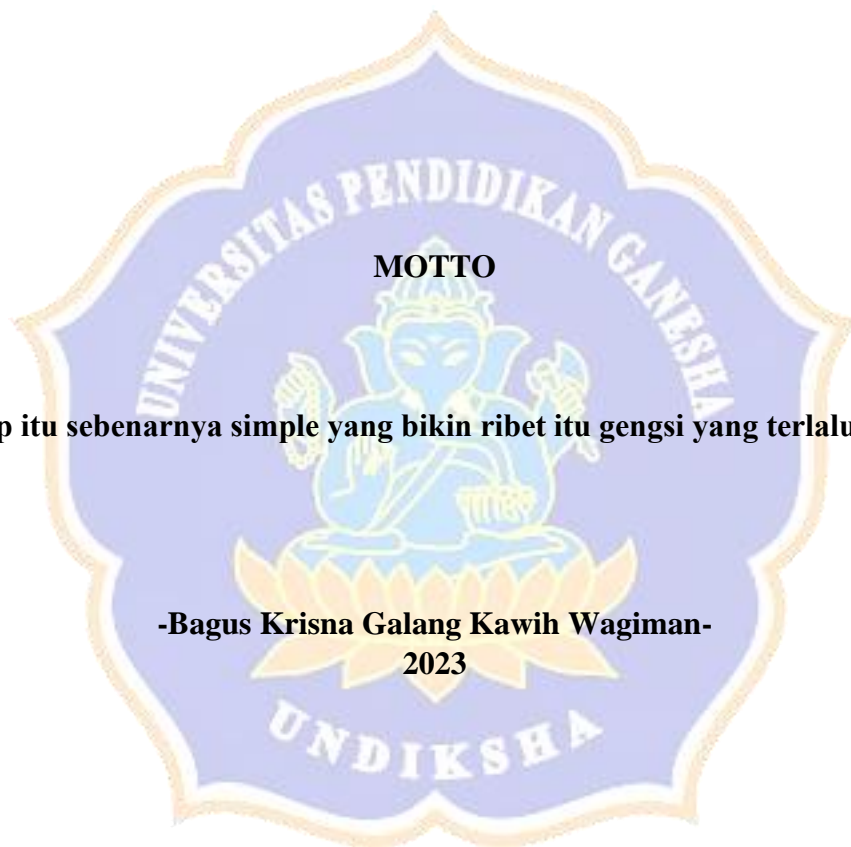 UNIVERSITAS PENDIDIKAN GANESHA
MOTTO
p itu sebenarnya simple yang bikin ribet itu gengsi yang terlalu
-Bagus Krisna Galang Kawih Wagiman-
2023
UNDIKSHA